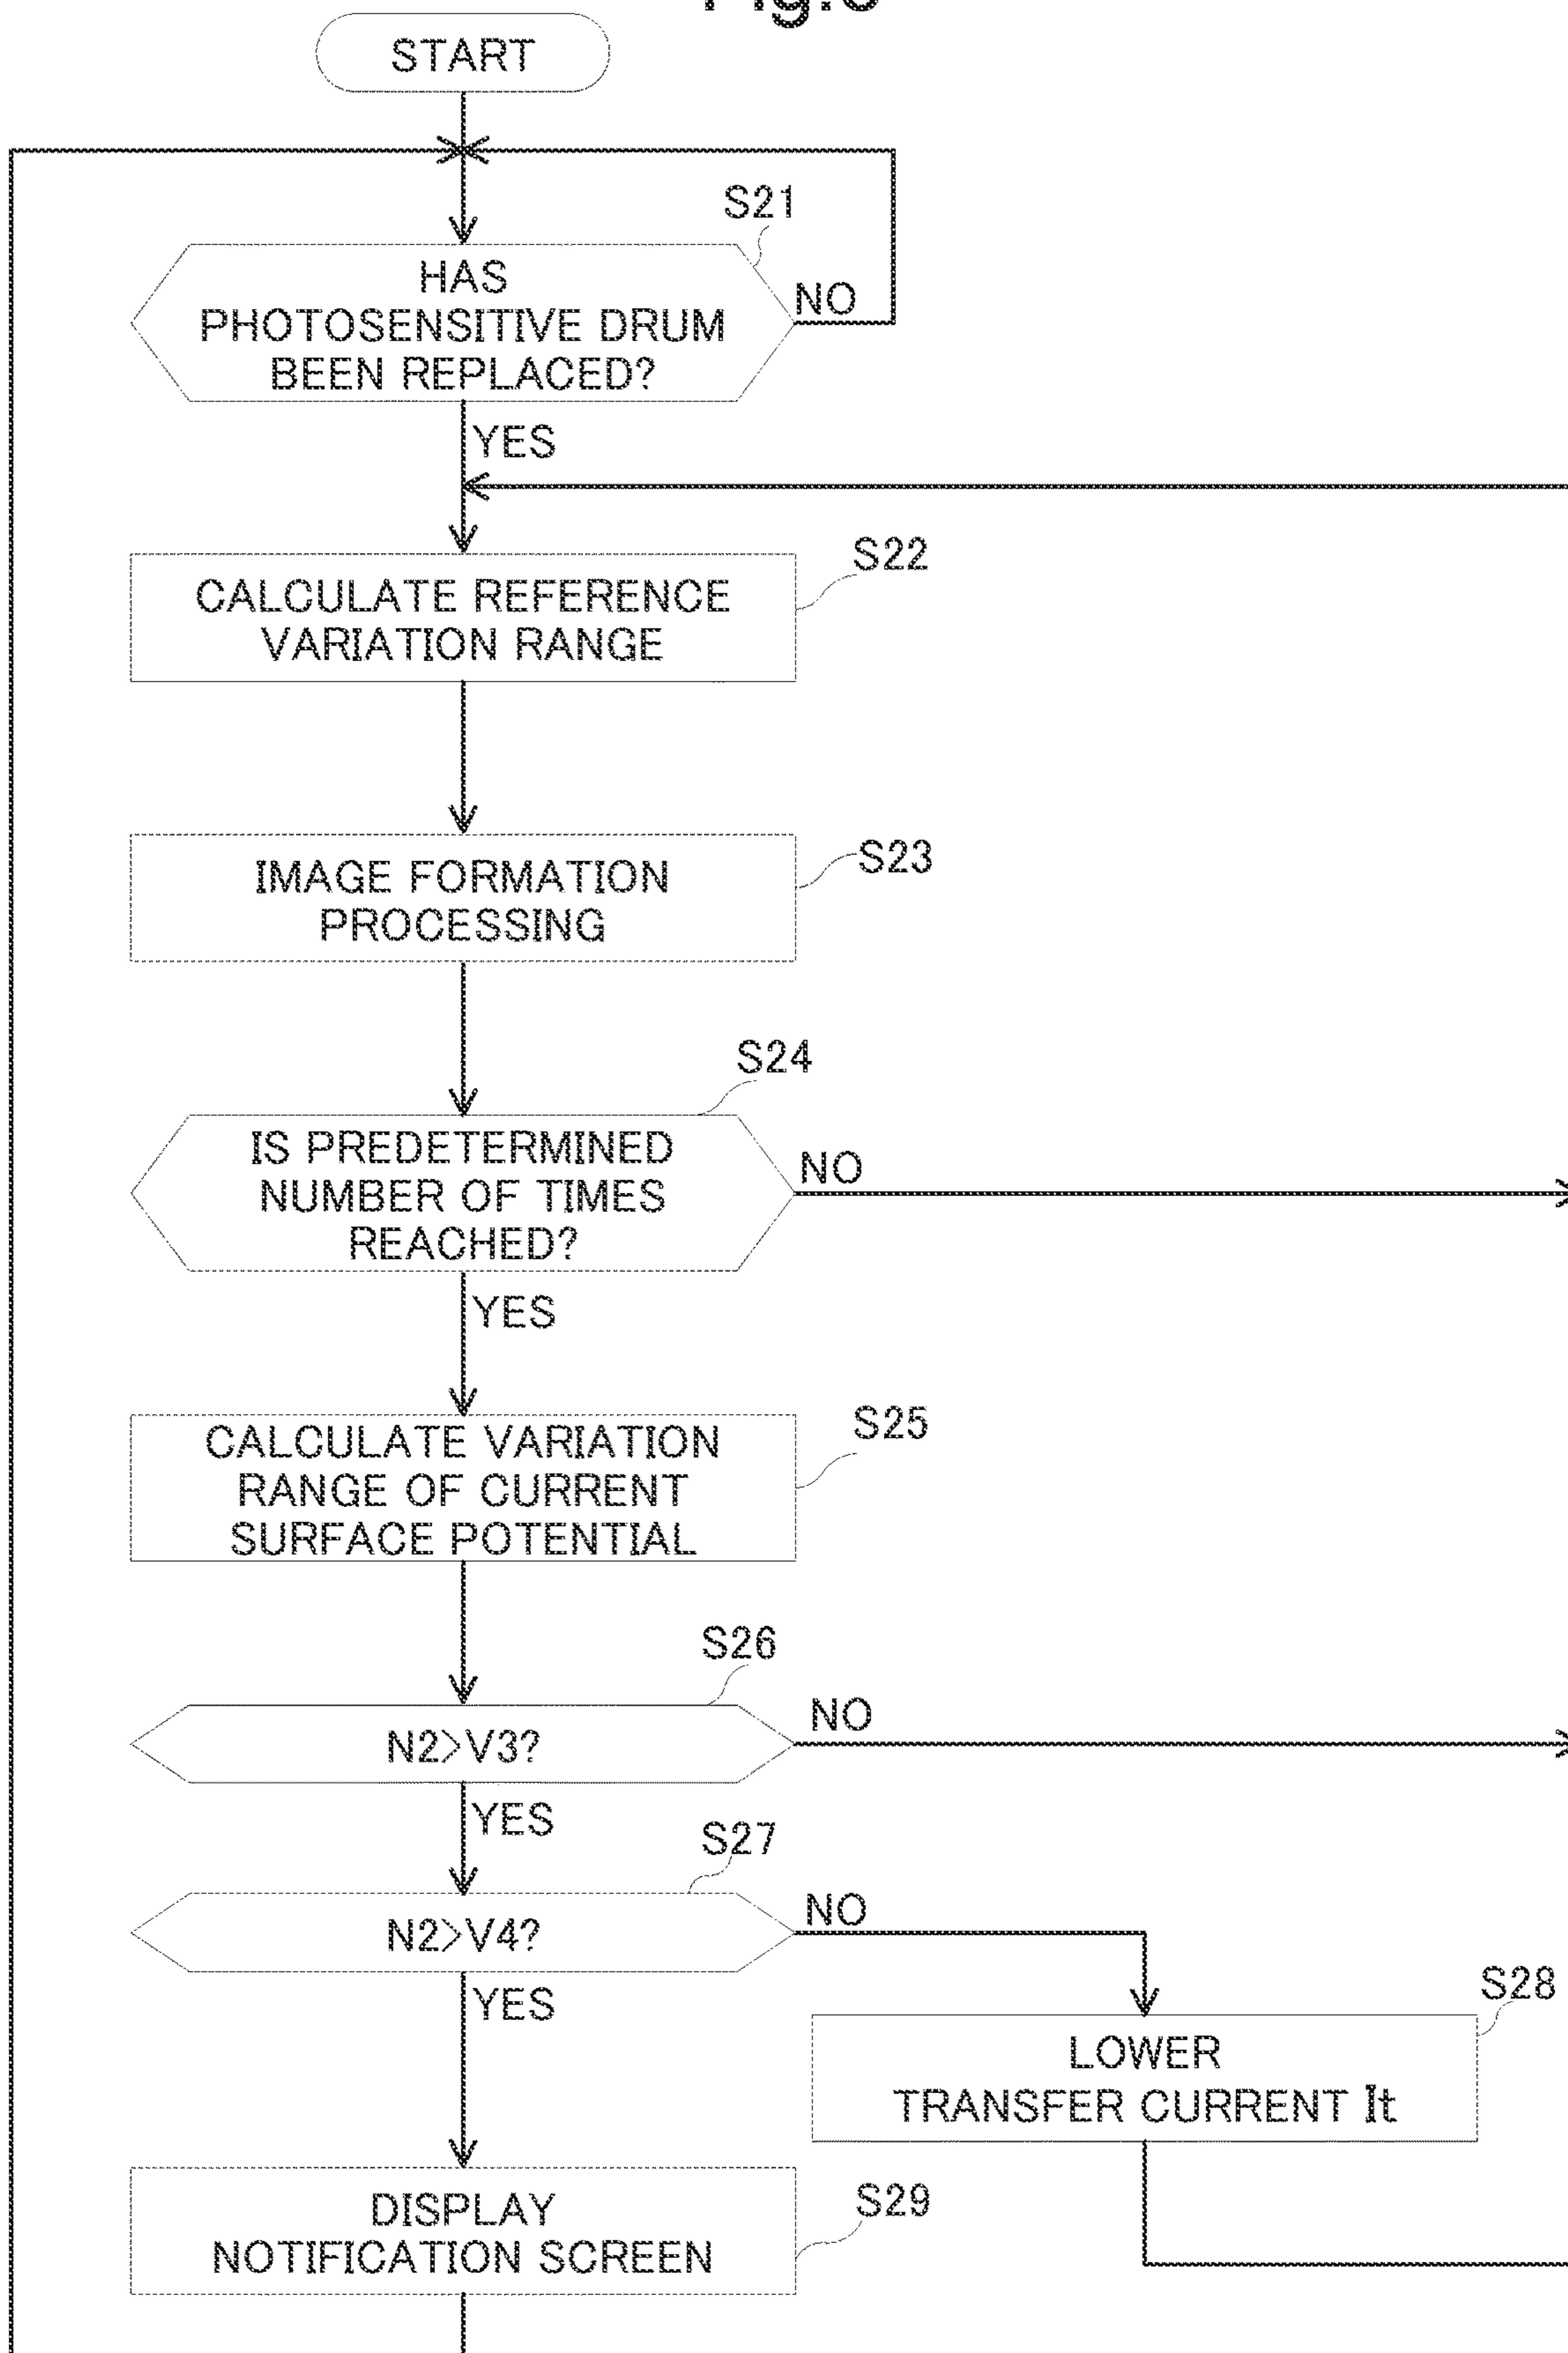 START
S21
HAS
PHOTOSENSITIVE DRUM
BEEN REPLACED?
NO
YES
S22
CALCULATE REFERENCE
VARIATION RANGE
S23
IMAGE FORMATION
PROCESSING
S24
IS PREDETERMINED
NUMBER OF TIMES
REACHED?
NO
YES
S25
CALCULATE VARIATION
RANGE OF CURRENT
SURFACE POTENTIAL
S26
N2>V3?
NO
YES
S27
N2>V4?
NO
YES
S28
LOWER
TRANSFER CURRENT It
S29
DISPLAY
NOTIFICATION SCREEN